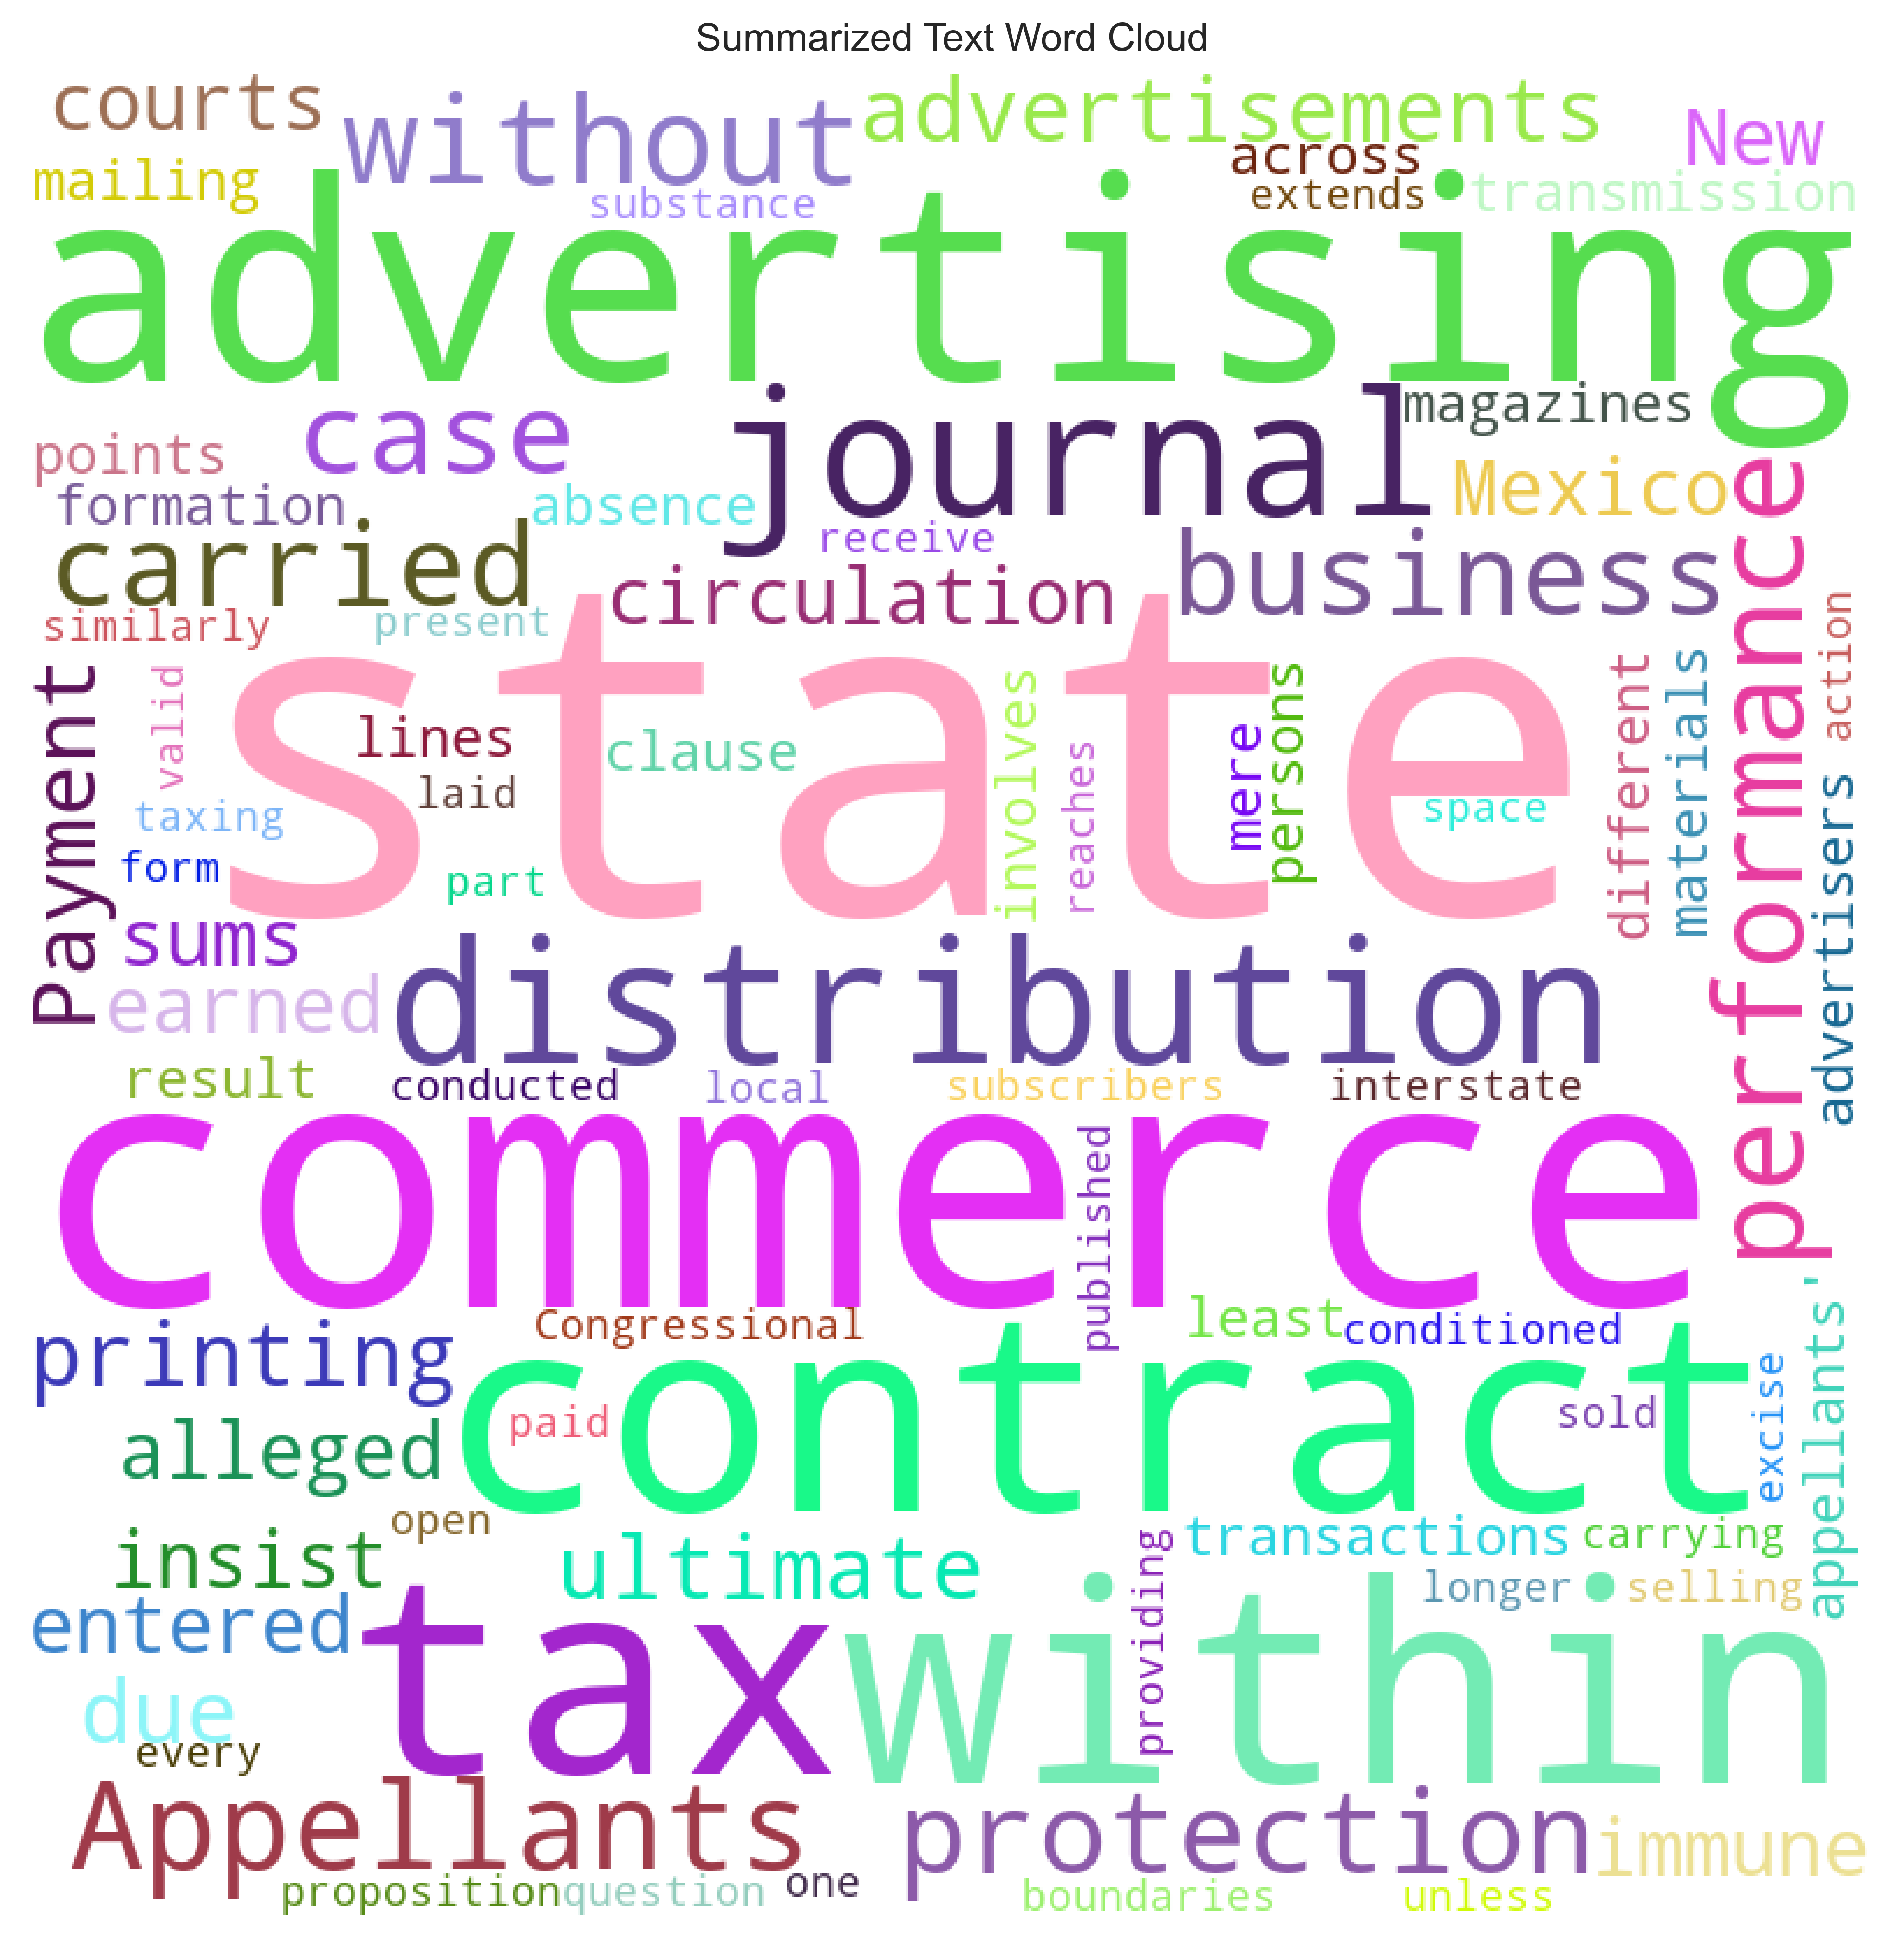 Summarized Text Word Cloud
courts
without
advertisements
New
mailing
substance
across
extends
transmission
advertising
points
case
journal
magazines
formation
absence
Mexico
carried
receive
business
performance
similarly
present
circulation
action
state
Payment
valid
lines
clause
involves
reaches
mere
persons
different
materials
taxing
laid
space
form
part
advertisers
sums
earned
distribution
result
conducted
local
subscribers
interstate
commerce
published
printing
Congressional
least
conditioned
appellants'
contract
alleged
paid
sold
excise
insist
open
ultimate
transactions
carrying
entered
tax
within
providing
longer
selling
due
every
Appellants
protection
immune
proposition
question
one
boundaries
unless